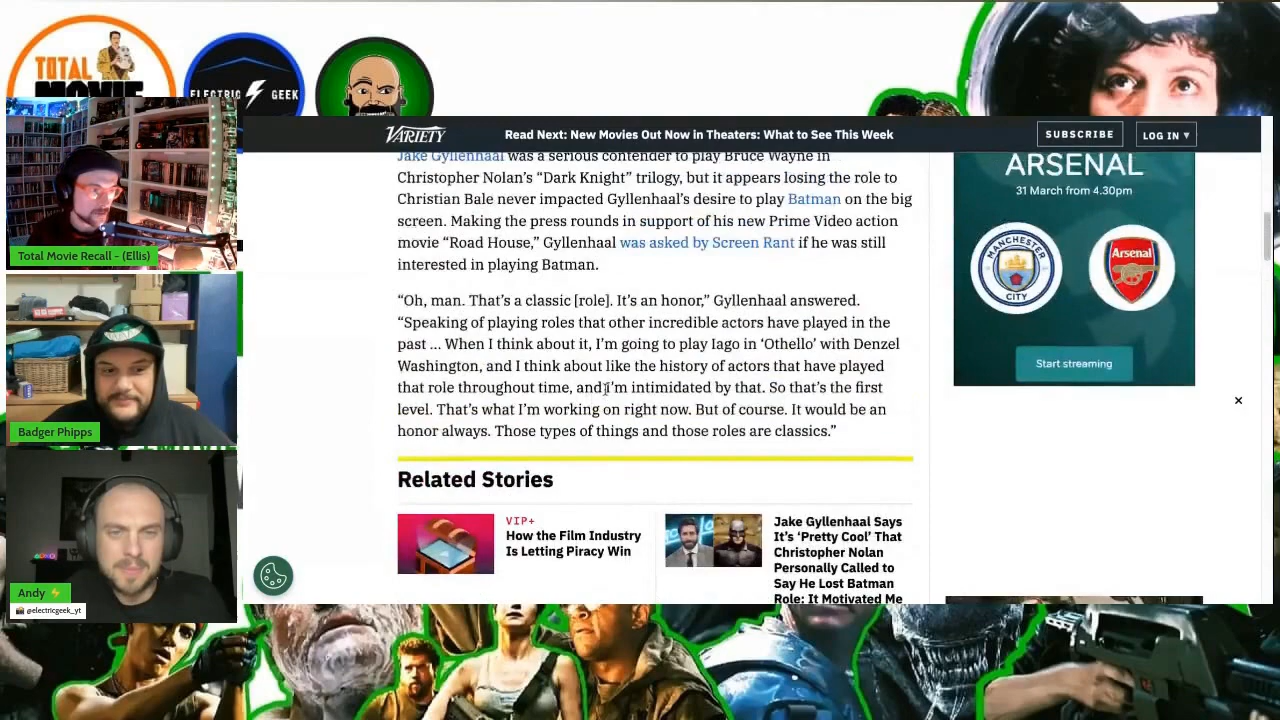 TOTAL
MOVIE
ELECTRIC GEEK
VARIETY
Read Next: New Movies Out Now in Theaters: What to See This Week
SUBSCRIBE
LOG IN ▾
Total Movie Recall - (Ellis)
Badger Phipps
Andy ⚡
@electricgeek_yt
Jake Gyllenhaal was a serious contender to play Bruce Wayne in
Christopher Nolan's “Dark Knight” trilogy, but it appears losing the role to
Christian Bale never impacted Gyllenhaal's desire to play Batman on the big
screen. Making the press rounds in support of his new Prime Video action
movie “Road House,” Gyllenhaal was asked by Screen Rant if he was still
interested in playing Batman.
“Oh, man. That's a classic [role]. It's an honor,” Gyllenhaal answered.
“Speaking of playing roles that other incredible actors have played in the
past … When I think about it, I'm going to play Iago in ‘Othello’ with Denzel
Washington, and I think about like the history of actors that have played
that role throughout time, and I'm intimidated by that. So that's the first
level. That's what I'm working on right now. But of course. It would be an
honor always. Those types of things and those roles are classics.”
Related Stories
VIP+
How the Film Industry
Is Letting Piracy Win
Jake Gyllenhaal Says
It's ‘Pretty Cool’ That
Christopher Nolan
Personally Called to
Say He Lost Batman
Role: It Motivated Me
ARSENAL
31 March from 4.30pm
MANCHESTER
CITY
Arsenal
Start streaming